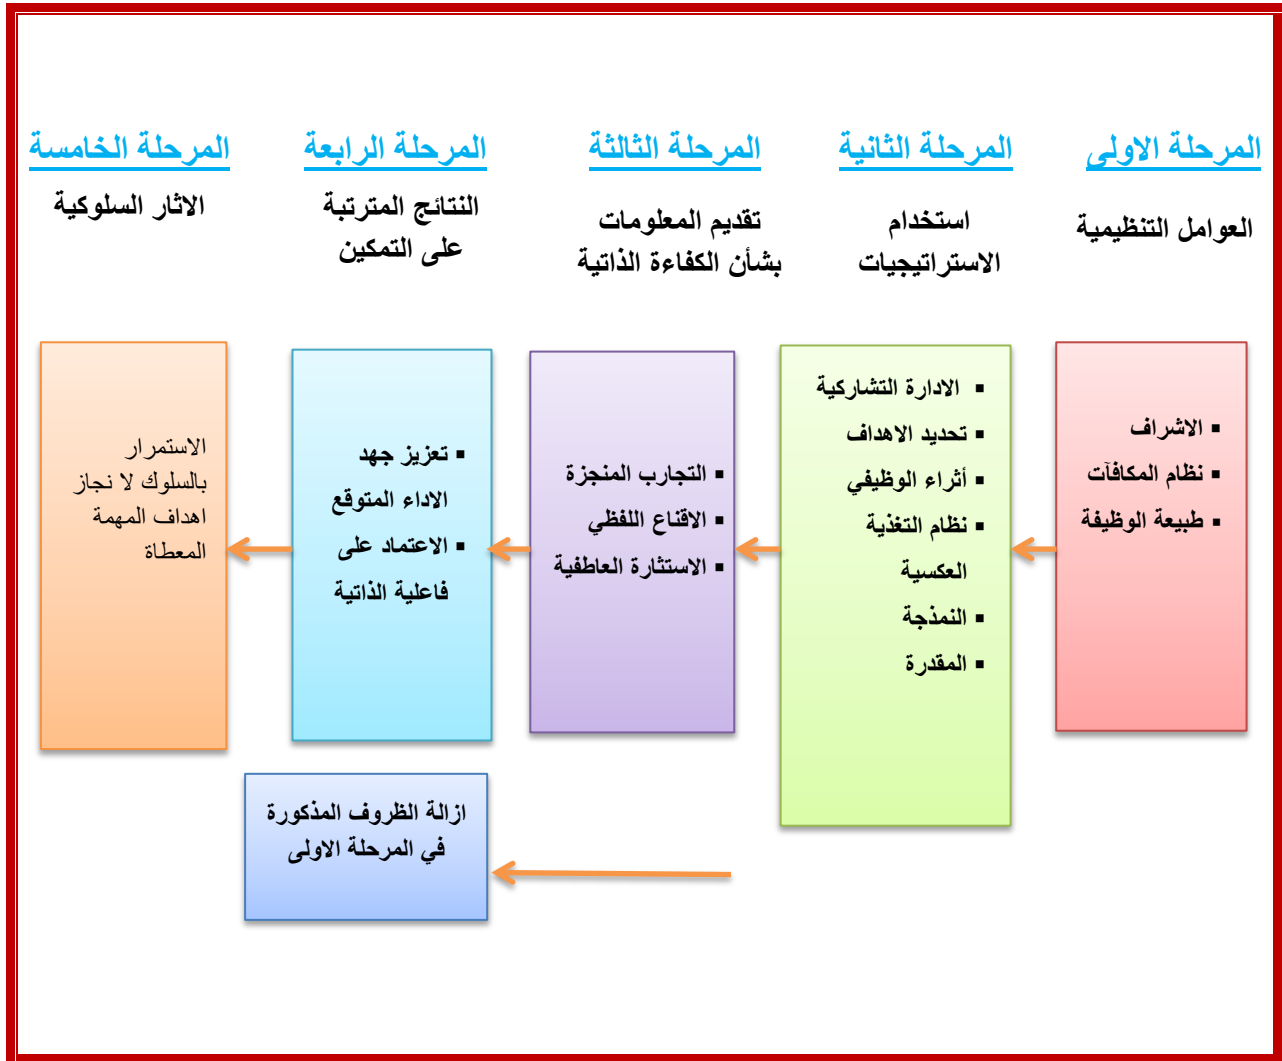 المرحلة الاولى
العوامل التنظيمية
▪ الاشراف
▪ نظام المكافآت
▪ طبيعة الوظيفة
المرحلة الثانية
استخدام
الاستراتيجيات
▪ الادارة التشاركية
▪ تحديد الاهداف
▪ أثراء الوظيفي
▪ نظام التغذية
العكسية
▪ النمذجة
▪ المقدرة
المرحلة الثالثة
تقديم المعلومات
بشأن الكفاءة الذاتية
▪ التجارب المنجزة
▪ الاقناع اللفظي
▪ الاستثارة العاطفية
المرحلة الرابعة
النتائج المترتبة
على التمكين
▪ تعزيز جهد
الاداء المتوقع
▪ الاعتماد على
فاعلية الذاتية
المرحلة الخامسة
الاثار السلوكية
الاستمرار
بالسلوك لا نجاز
اهداف المهمة
المعطاة
ازالة الظروف المذكورة
في المرحلة الاولى